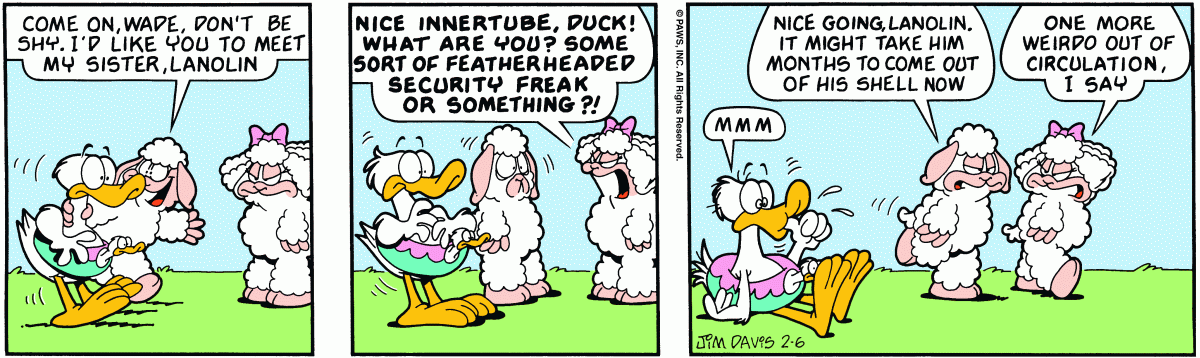 COME ON, WADE, DON'T BE
SHY. I'D LIKE YOU TO MEET
MY SISTER, LANOLIN
NICE INNERTUBE, DUCK!
WHAT ARE YOU? SOME
SORT OF FEATHERHEADED
SECURITY FREAK
OR SOMETHING?!
© PAWS, INC. All Rights Reserved.
MMM
NICE GOING, LANOLIN.
IT MIGHT TAKE HIM
MONTHS TO COME OUT
OF HIS SHELL NOW
ONE MORE
WEIRDO OUT OF
CIRCULATION,
I SAY
JIM DAVIS 2-6